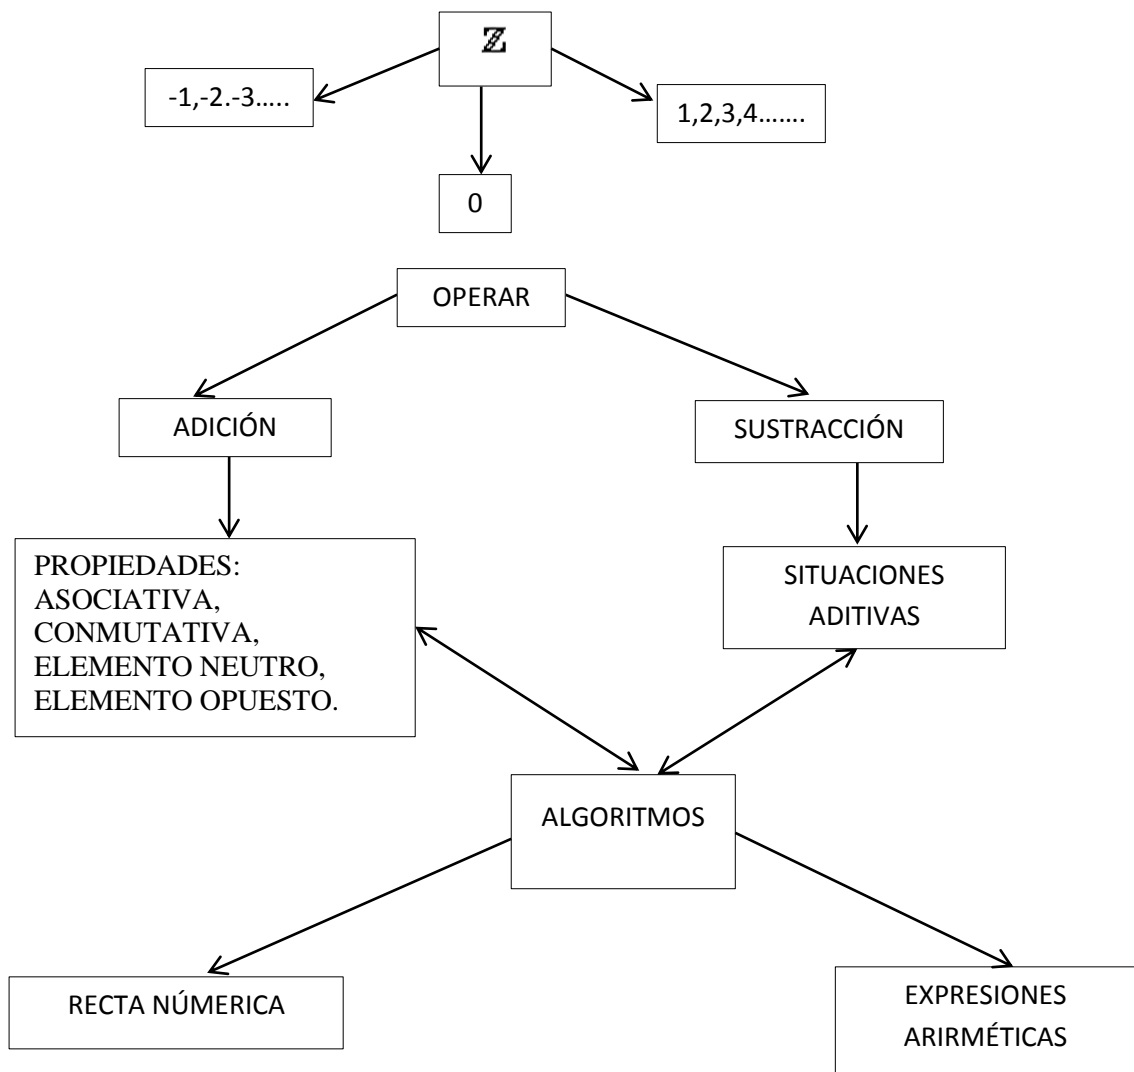 ℤ
-1,-2.-3…..
1,2,3,4…….
0
OPERAR
ADICIÓN
SUSTRACCIÓN
PROPIEDADES:
ASOCIATIVA,
CONMUTATIVA,
ELEMENTO NEUTRO,
ELEMENTO OPUESTO.
SITUACIONES
ADITIVAS
ALGORITMOS
RECTA NÚMERICA
EXPRESIONES
ARIRMÉTICAS